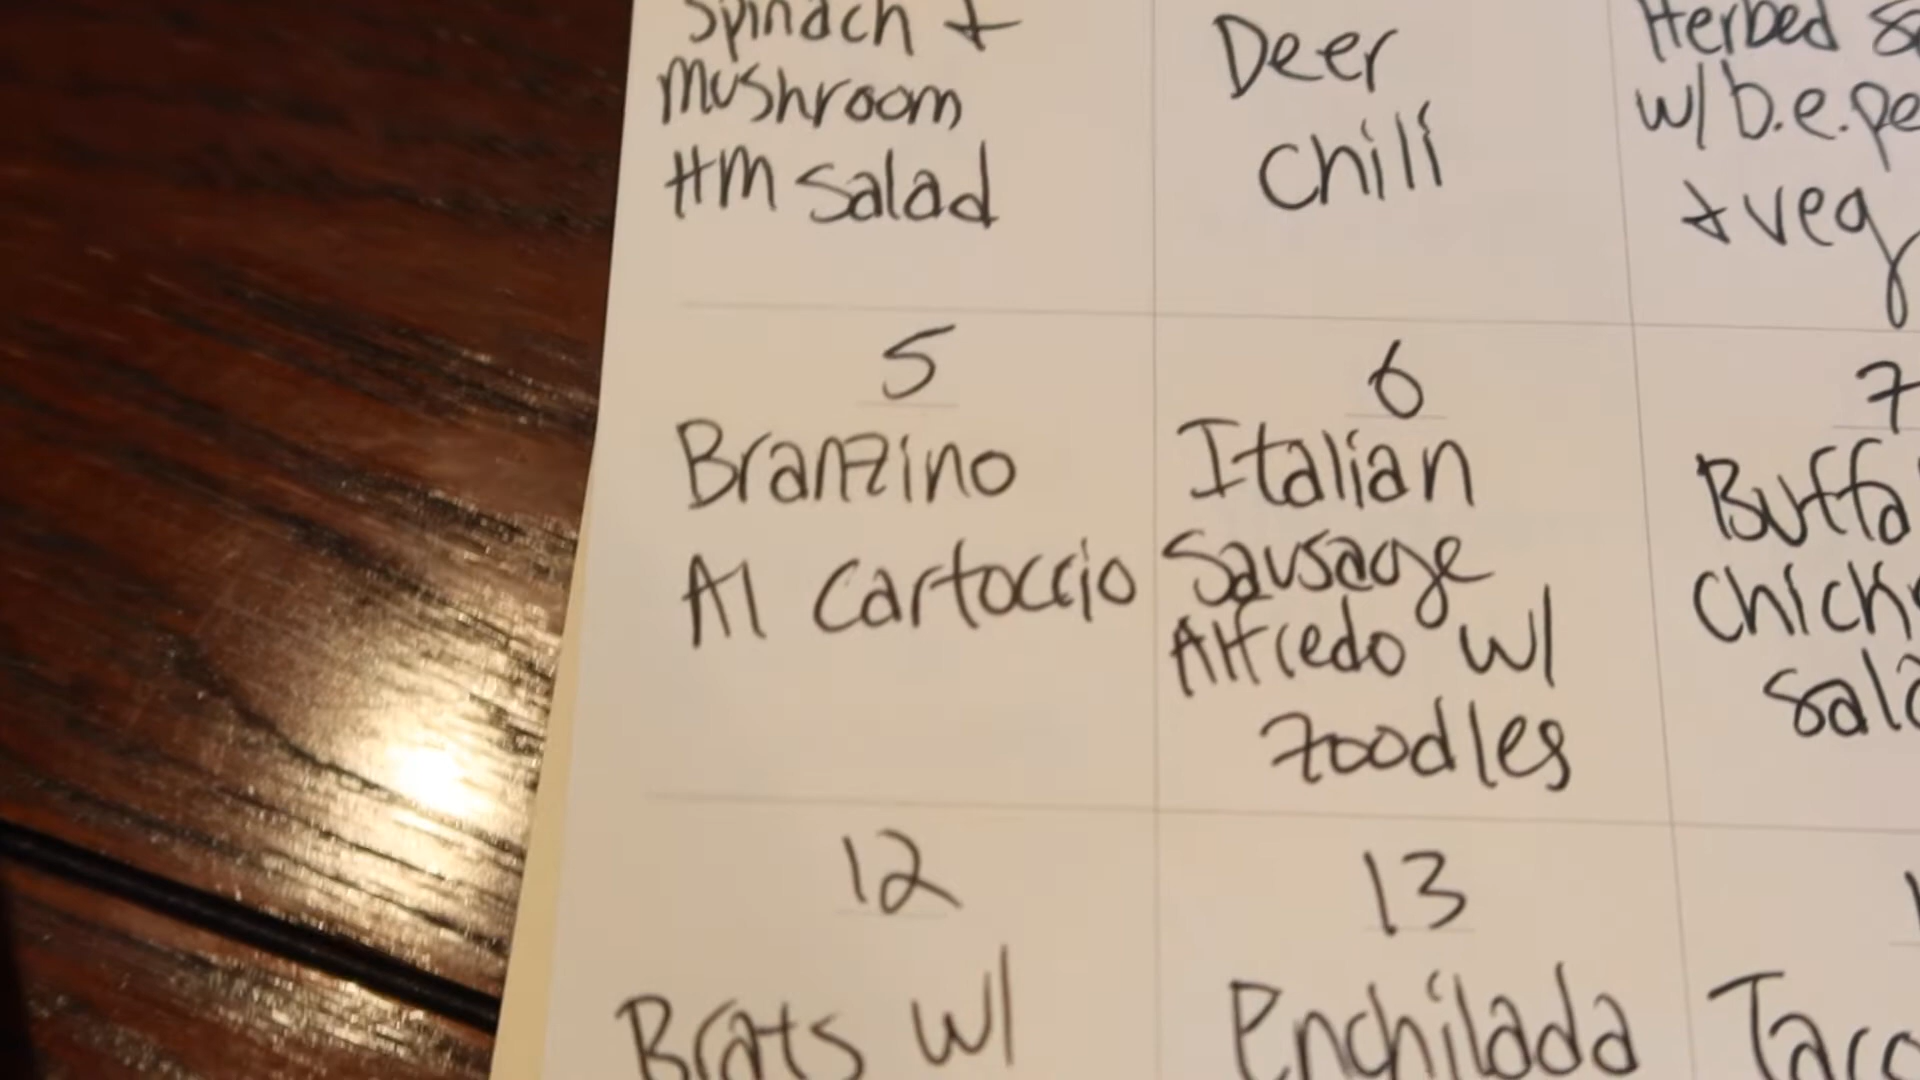 Spinach +
Mushroom
HM Salad
Deer
Chili
Herbed
w/ b.e.
+ veg
5
Branzino
Al Cartoccio
6
Italian
Sausage
Alfredo w/
Zoodles
7
12
Brats w/
13
Enchilada